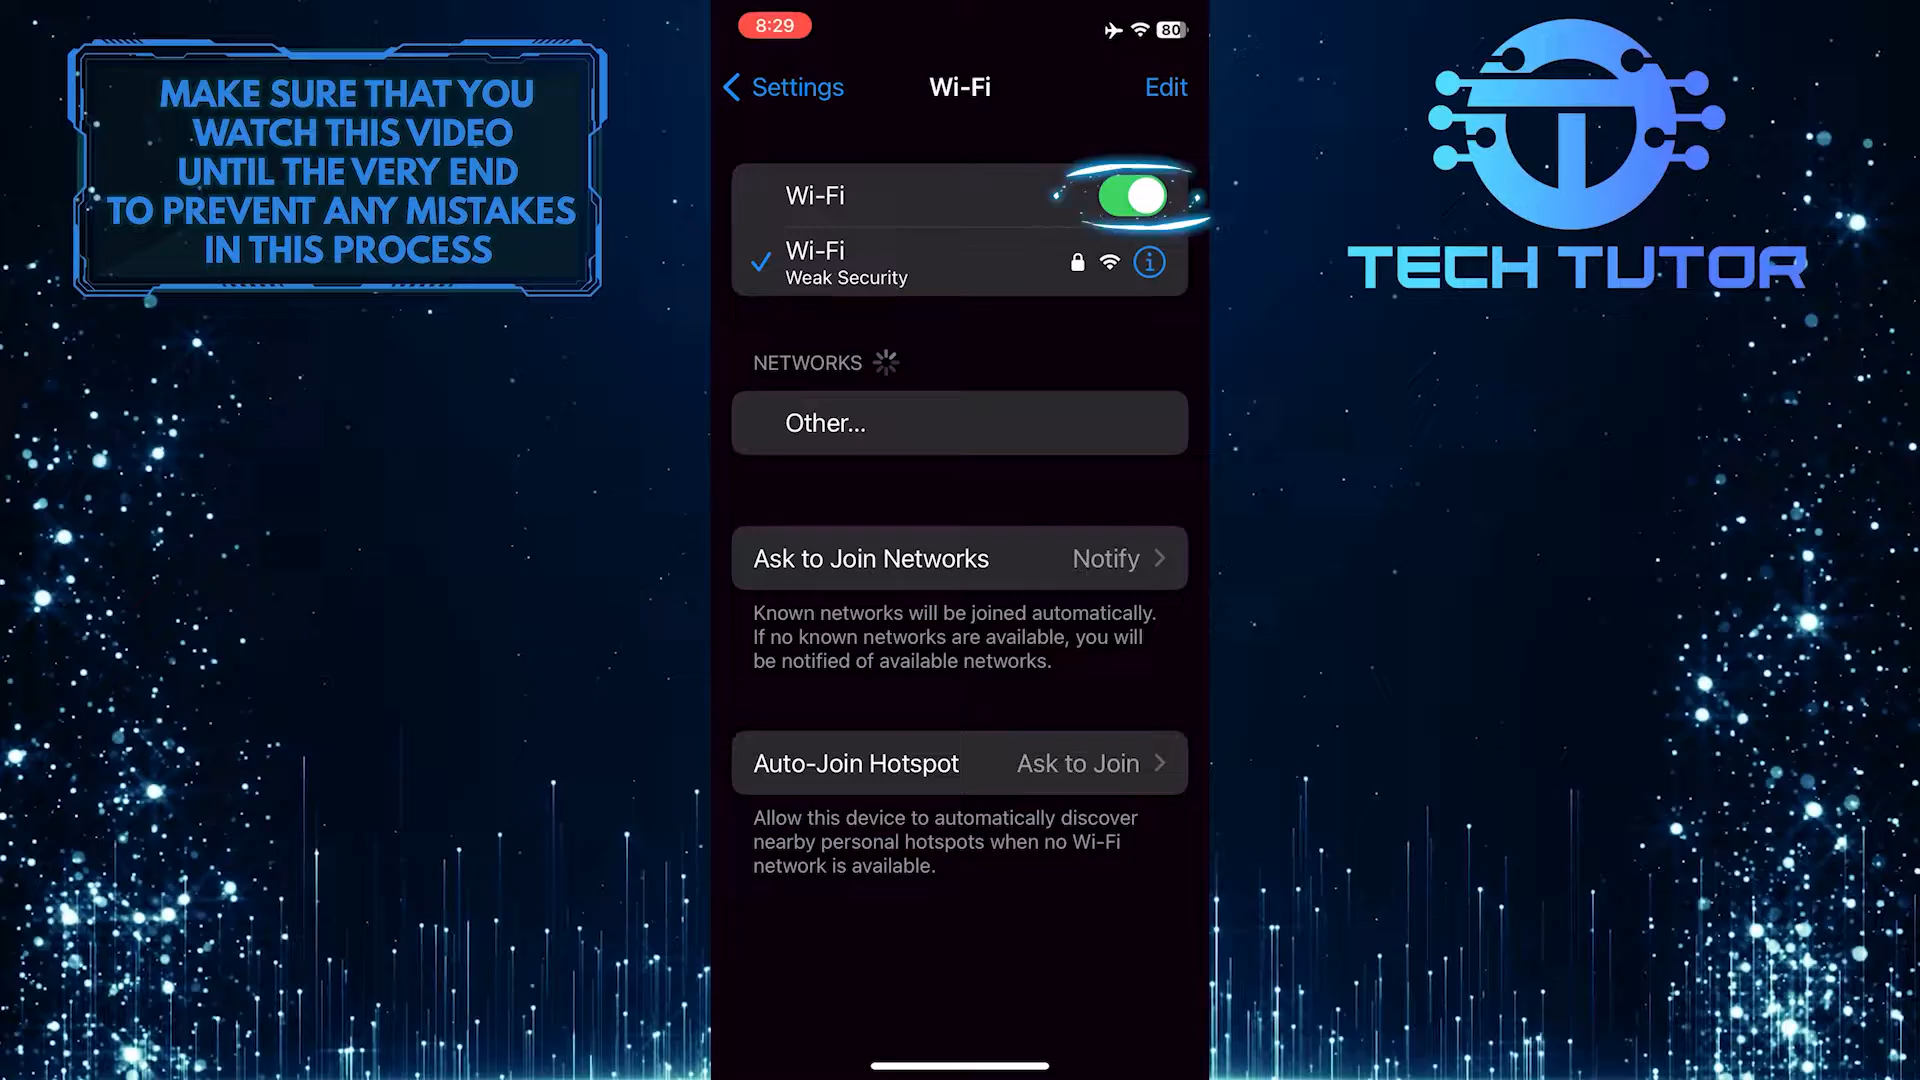 MAKE SURE THAT YOU
WATCH THIS VIDEO
UNTIL THE VERY END
TO PREVENT ANY MISTAKES
IN THIS PROCESS
8:29
80
Settings
Wi-Fi
Edit
Wi-Fi
Wi-Fi
Weak Security
NETWORKS
Other...
Ask to Join Networks
Notify
Known networks will be joined automatically.
If no known networks are available, you will
be notified of available networks.
Auto-Join Hotspot
Ask to Join
Allow this device to automatically discover
nearby personal hotspots when no Wi-Fi
network is available.
TECH TUTOR